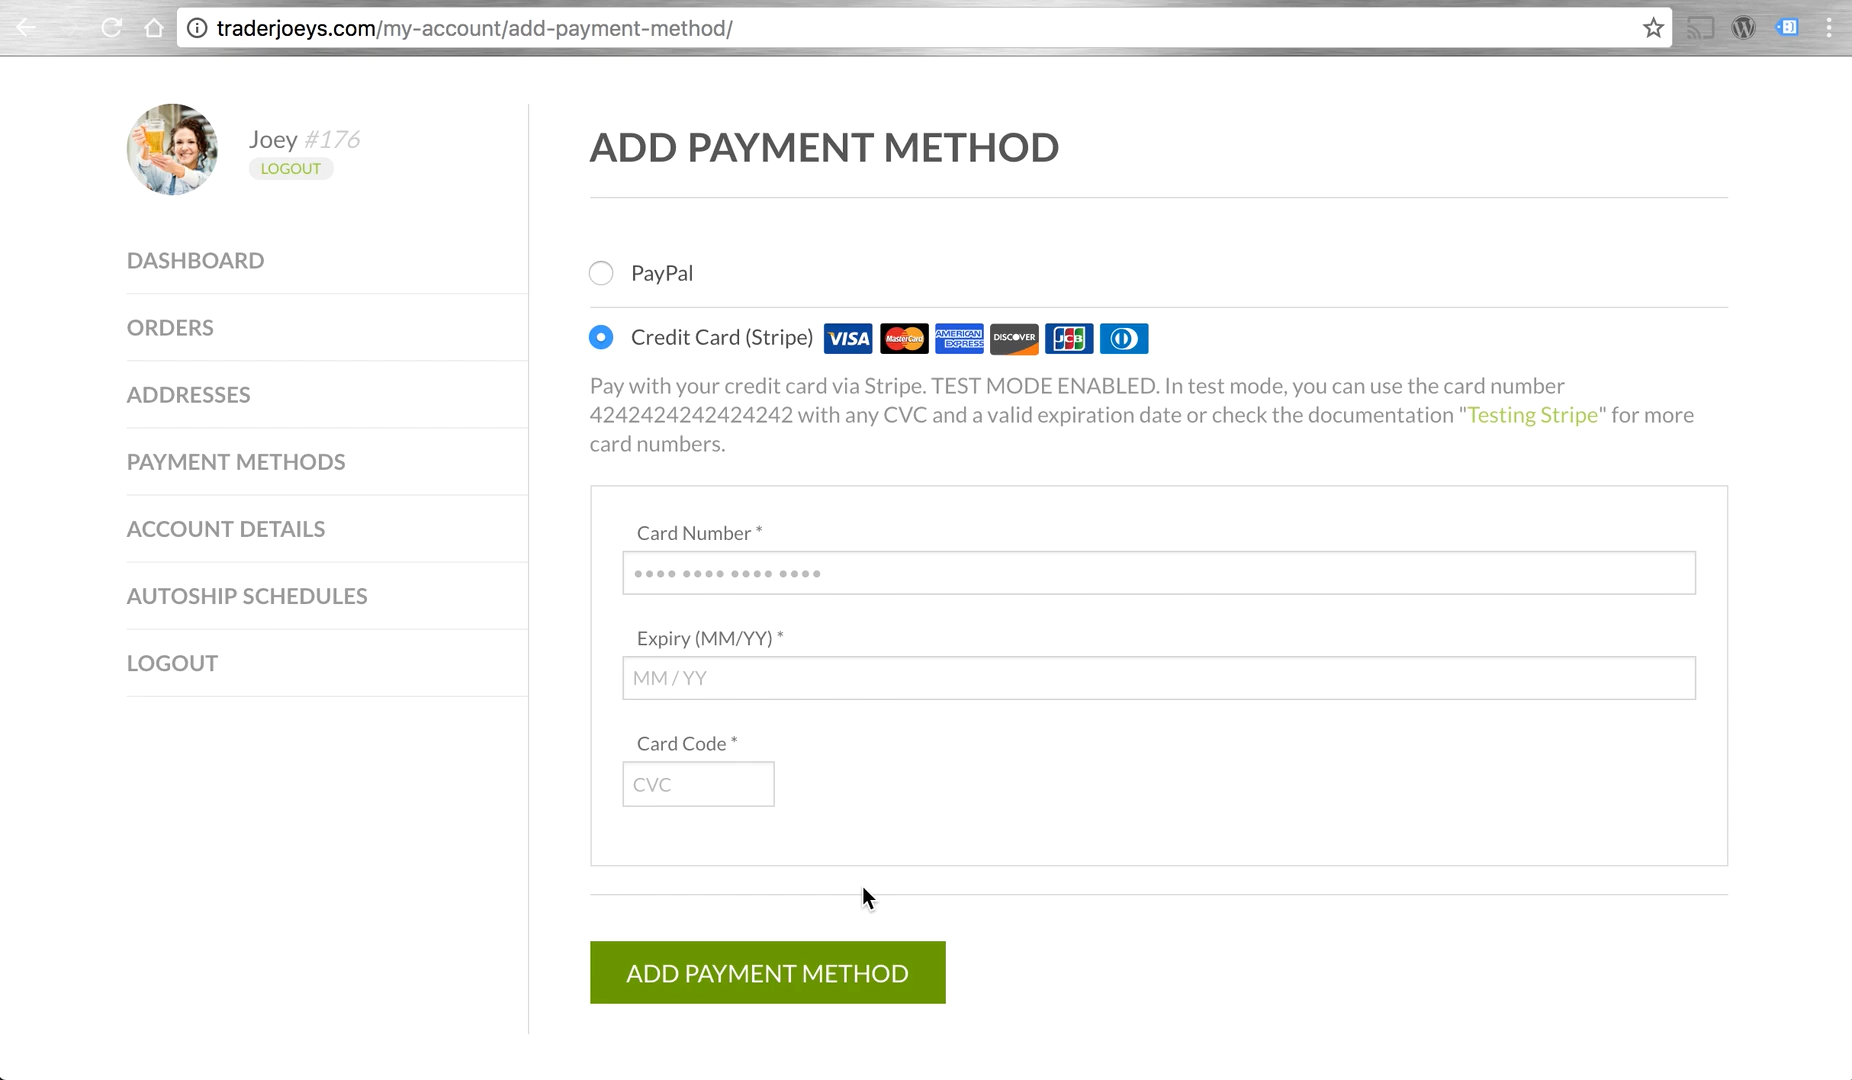 traderjoeys.com/my-account/add-payment-method/
Joey #176
LOGOUT
DASHBOARD
ORDERS
ADDRESSES
PAYMENT METHODS
ACCOUNT DETAILS
AUTOSHIP SCHEDULES
LOGOUT
ADD PAYMENT METHOD
PayPal
Credit Card (Stripe) VISA MasterCard AMERICAN EXPRESS DISCOVER JCB
Pay with your credit card via Stripe. TEST MODE ENABLED. In test mode, you can use the card number
4242424242424242 with any CVC and a valid expiration date or check the documentation "Testing Stripe" for more
card numbers.
Card Number *
•••• •••• •••• ••••
Expiry (MM/YY) *
MM / YY
Card Code *
CVC
ADD PAYMENT METHOD